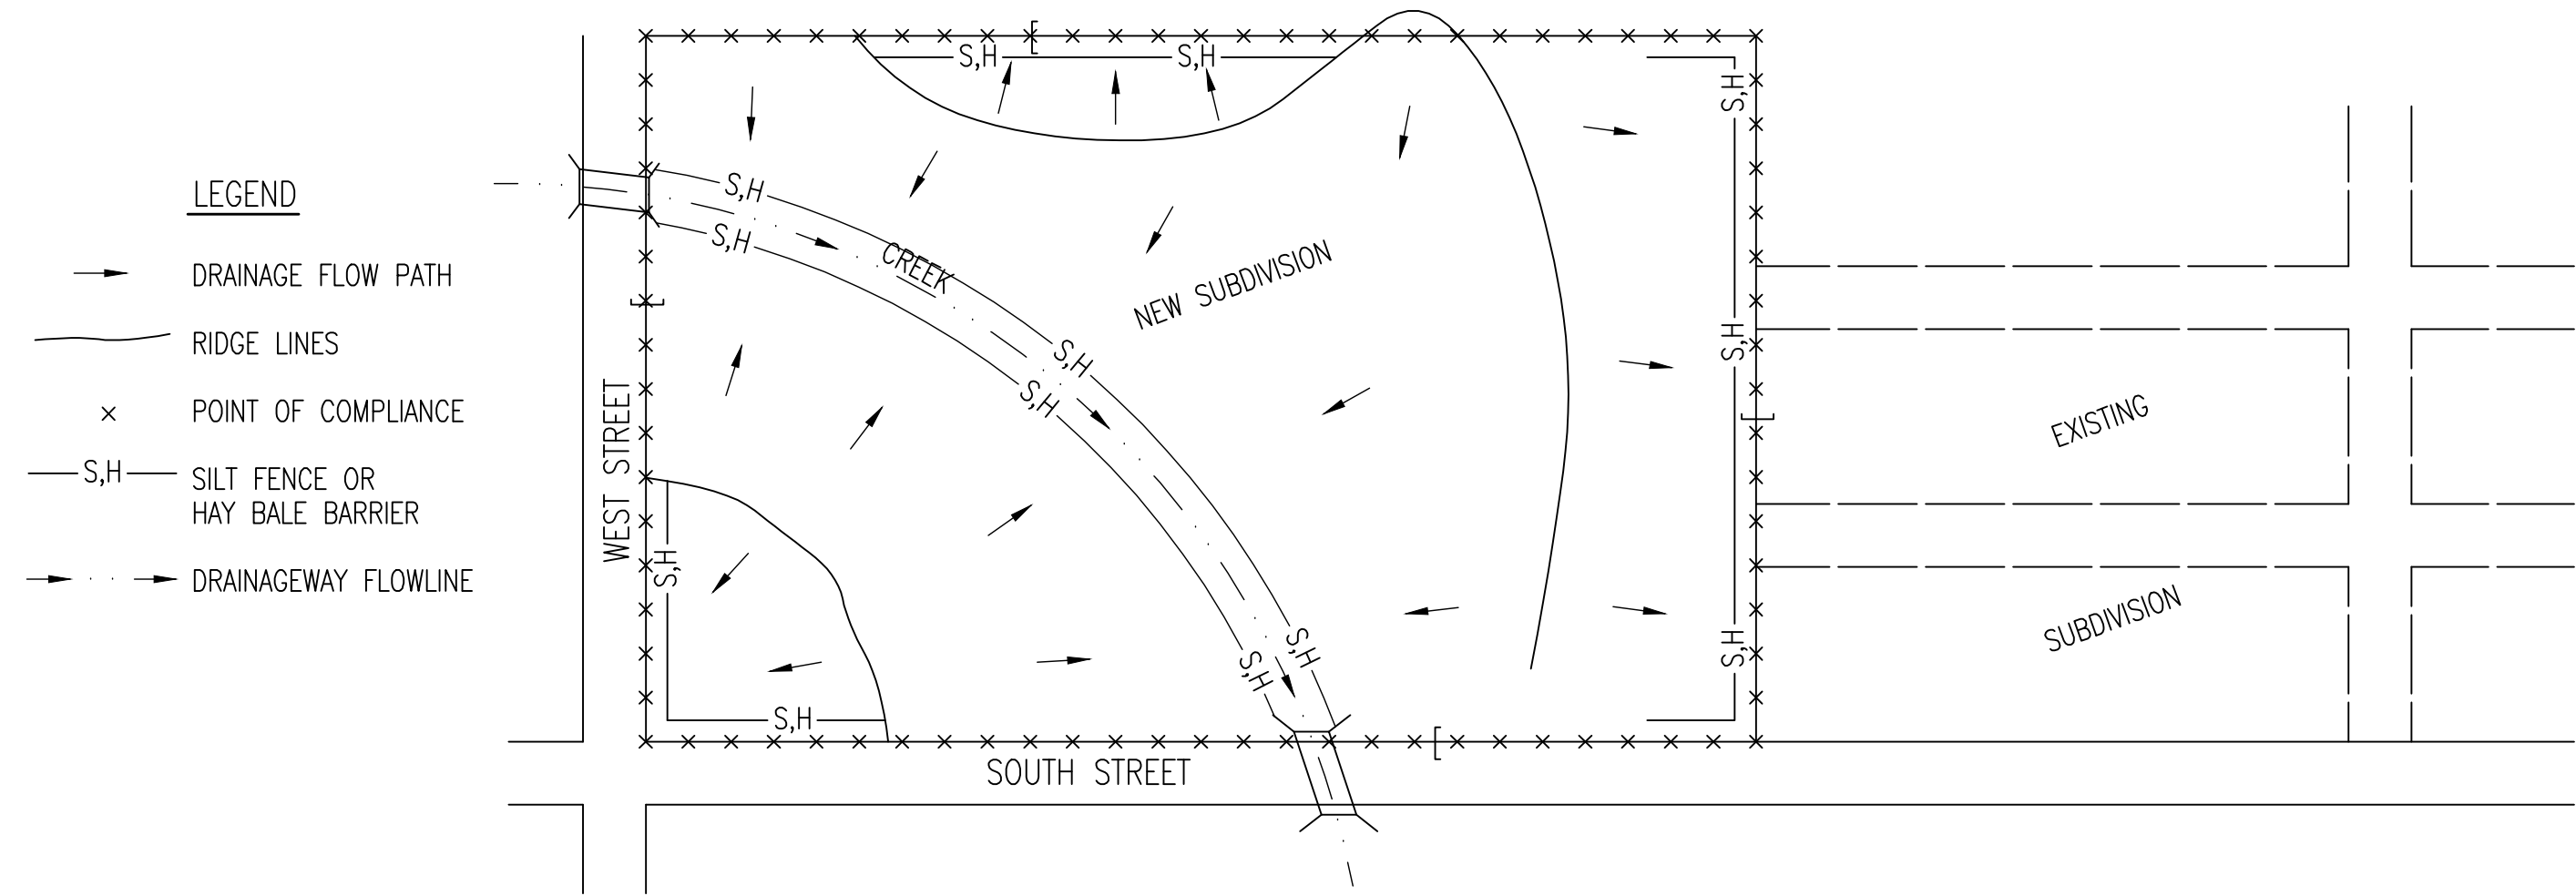 LEGEND
DRAINAGE FLOW PATH
RIDGE LINES
POINT OF COMPLIANCE
S,H
SILT FENCE OR
HAY BALE BARRIER
DRAINAGEWAY FLOWLINE
S,H
S,H
S,H
S,H
S,H
CREEK
NEW SUBDIVISION
S,H
S,H
S,H
WEST STREET
EXISTING
S,H
S,H
S,H
S,H
S,H
SUBDIVISION
SOUTH STREET